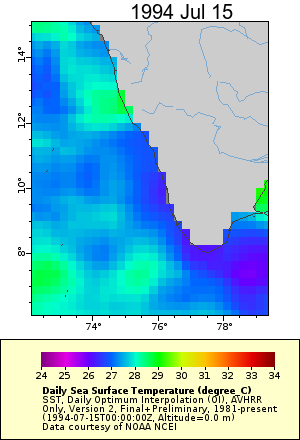 1994 Jul 15
14°
12°
10°
8°
74° 76° 78°
24 25 26 27 28 29 30 31 32 33 34
Daily Sea Surface Temperature (degree_C)
SST, Daily Optimum Interpolation (OI), AVHRR
Only, Version 2, Final+Preliminary, 1981-present
(1994-07-15T00:00:00Z, Altitude=0.0 m)
Data courtesy of NOAA NCEI